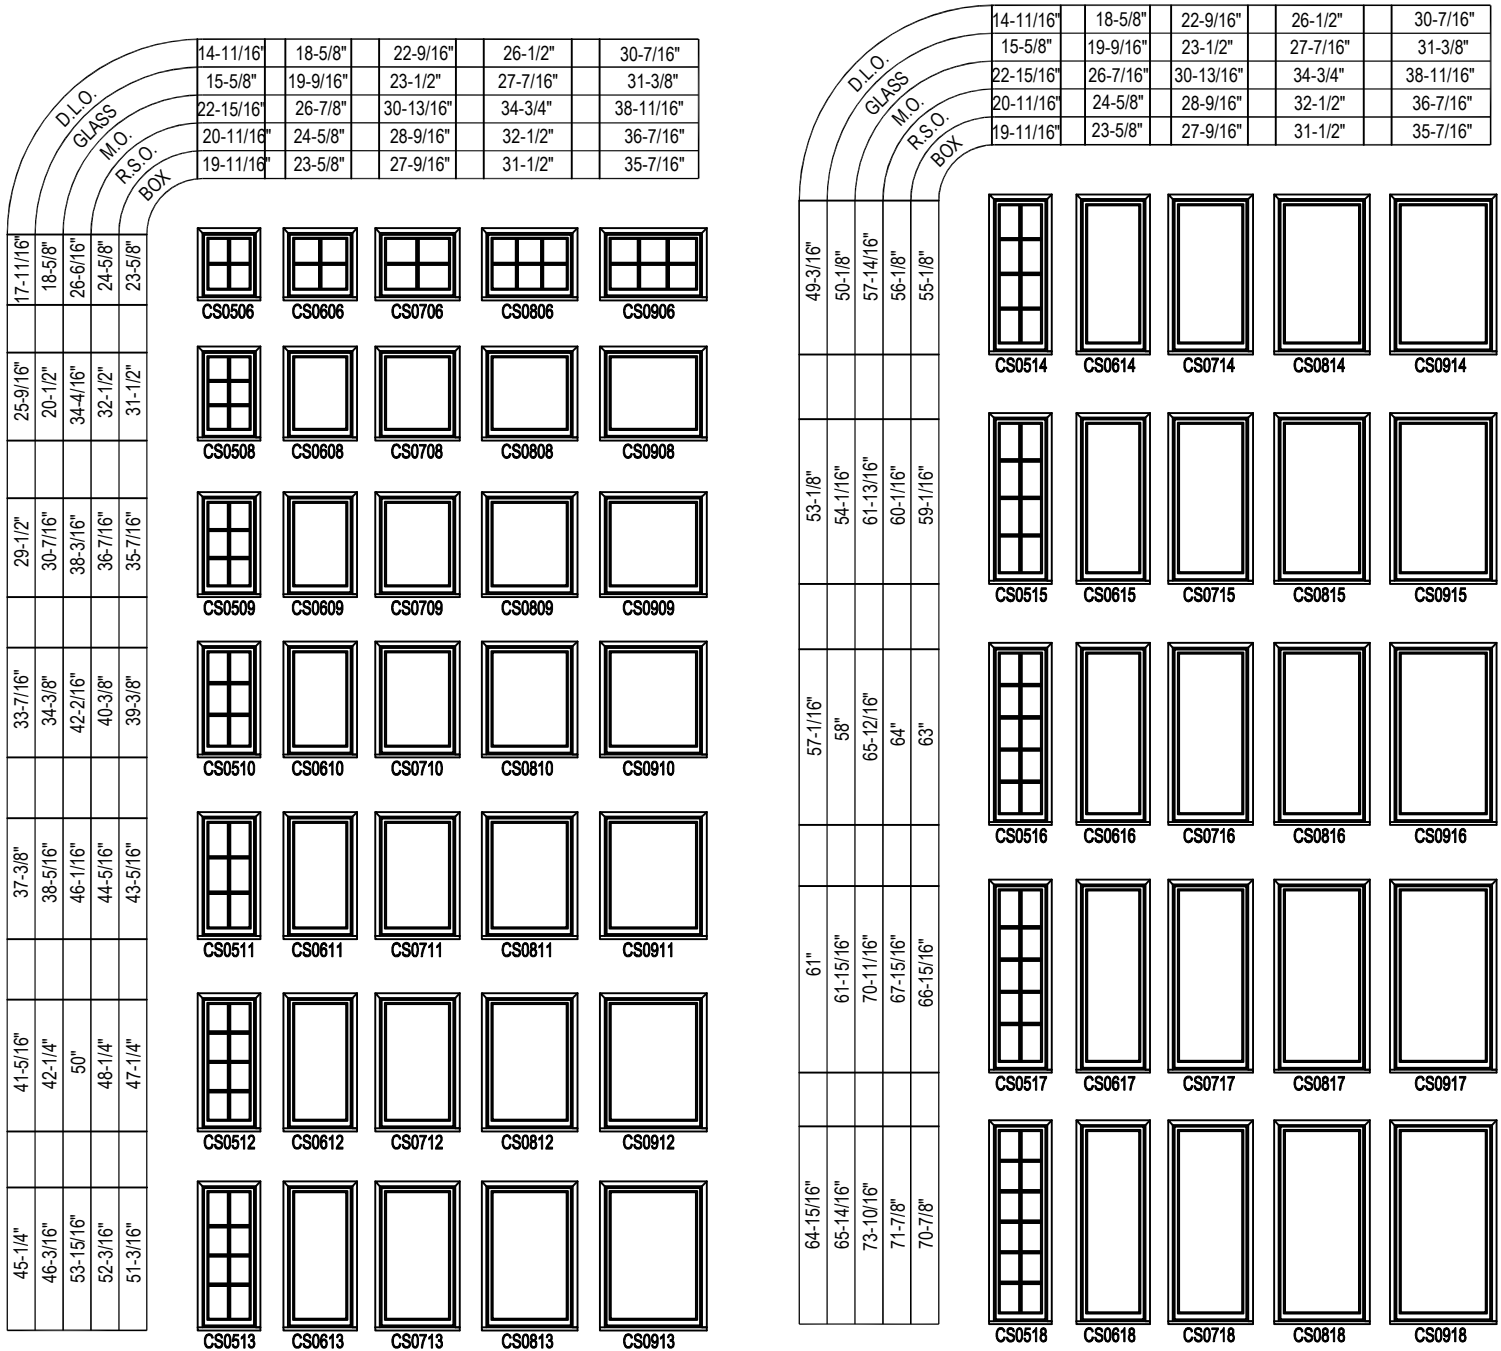 14-11/16" 18-5/8" 22-9/16" 26-1/2" 30-7/16"
15-5/8" 19-9/16" 23-1/2" 27-7/16" 31-3/8"
22-15/16" 26-7/8" 30-13/16" 34-3/4" 38-11/16"
20-11/16" 24-5/8" 28-9/16" 32-1/2" 36-7/16"
19-11/16" 23-5/8" 27-9/16" 31-1/2" 35-7/16"
D.L.O.
GLASS
M.O.
R.S.O.
BOX
17-11/16" 18-5/8" 26-6/16" 24-5/8" 23-5/8"
CS0506 CS0606 CS0706 CS0806 CS0906
25-9/16" 20-1/2" 34-4/16" 32-1/2" 31-1/2"
CS0508 CS0608 CS0708 CS0808 CS0908
29-1/2" 30-7/16" 38-3/16" 36-7/16" 35-7/16"
CS0509 CS0609 CS0709 CS0809 CS0909
33-7/16" 34-3/8" 42-2/16" 40-3/8" 39-3/8"
CS0510 CS0610 CS0710 CS0810 CS0910
37-3/8" 38-5/16" 46-1/16" 44-5/16" 43-5/16"
CS0511 CS0611 CS0711 CS0811 CS0911
41-5/16" 42-1/4" 50" 48-1/4" 47-1/4"
CS0512 CS0612 CS0712 CS0812 CS0912
45-1/4" 46-3/16" 53-15/16" 52-3/16" 51-3/16"
CS0513 CS0613 CS0713 CS0813 CS0913
14-11/16" 18-5/8" 22-9/16" 26-1/2" 30-7/16"
15-5/8" 19-9/16" 23-1/2" 27-7/16" 31-3/8"
22-15/16" 26-7/16" 30-13/16" 34-3/4" 38-11/16"
20-11/16" 24-5/8" 28-9/16" 32-1/2" 36-7/16"
19-11/16" 23-5/8" 27-9/16" 31-1/2" 35-7/16"
D.L.O.
GLASS
M.O.
R.S.O.
BOX
49-3/16" 50-1/8" 57-14/16" 56-1/8" 55-1/8"
CS0514 CS0614 CS0714 CS0814 CS0914
53-1/8" 54-1/16" 61-13/16" 60-1/16" 59-1/16"
CS0515 CS0615 CS0715 CS0815 CS0915
57-1/16" 58" 65-12/16" 64" 63"
CS0516 CS0616 CS0716 CS0816 CS0916
61" 61-15/16" 70-11/16" 67-15/16" 66-15/16"
CS0517 CS0617 CS0717 CS0817 CS0917
64-15/16" 65-14/16" 73-10/16" 71-7/8" 70-7/8"
CS0518 CS0618 CS0718 CS0818 CS0918